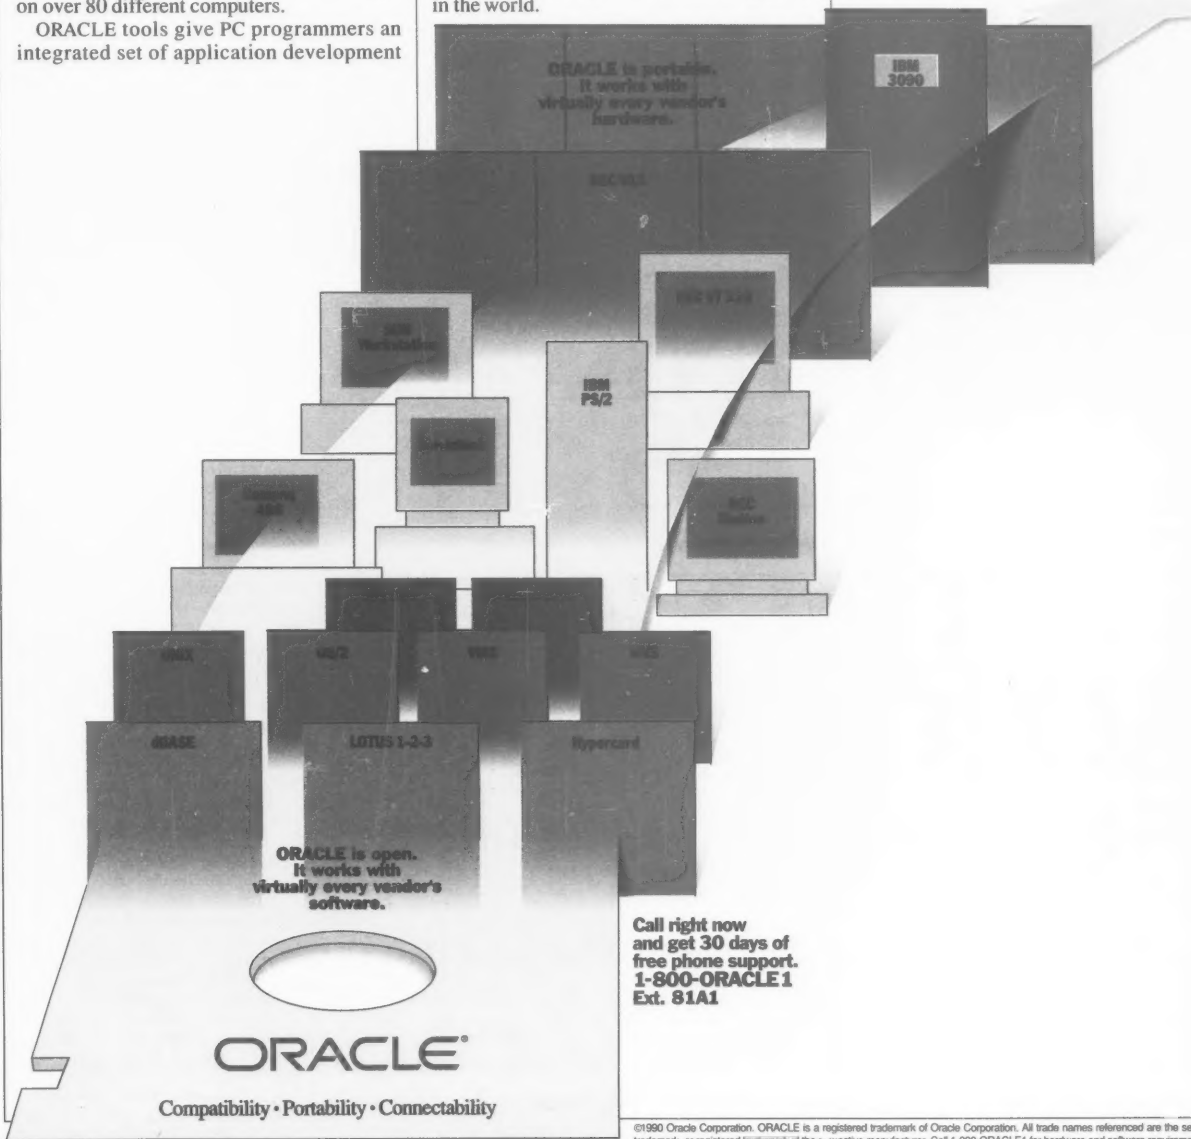 on over 80 different computers.
ORACLE tools give PC programmers an
integrated set of application development
in the world.
ORACLE is portable.
It works with
virtually every vendor's
hardware.
IBM
3090
IBM
PS/2
UNIX
OS/2
dBASE
LOTUS 1-2-3
Hypercard
ORACLE is open.
It works with
virtually every vendor's
software.
Call right now
and get 30 days of
free phone support.
1-800-ORACLE1
Ext. 81A1
ORACLE®
Compatibility • Portability • Connectability
©1990 Oracle Corporation. ORACLE is a registered trademark of Oracle Corporation. All trade names referenced are the se